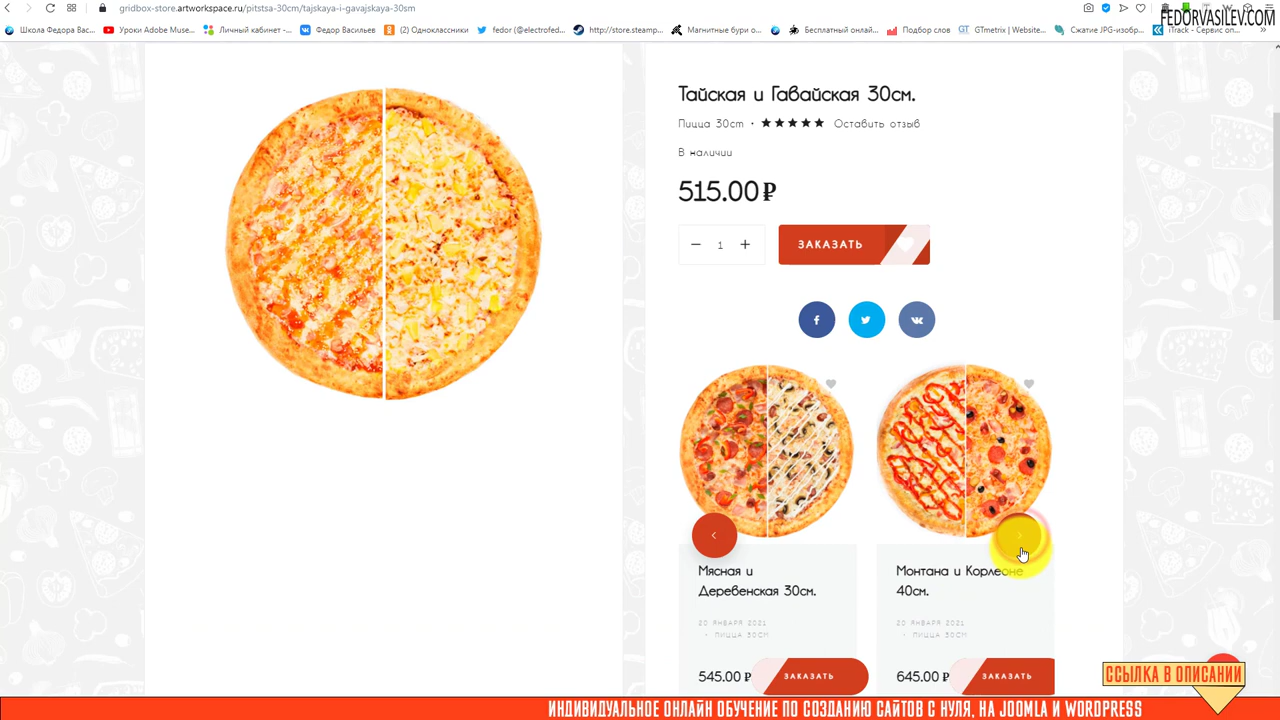 gridbox-store.artworkspace.ru/pitstsa-30cm/tajskaya-i-gavajskaya-30sm
FEDORVASILEV.COM
Школа Федора Вас...
Уроки Adobe Muse...
Личный кабинет -...
Федор Васильев
(2) Одноклассники
fedor (@electrofed...
http://store.steamp...
Магнитные бури о...
Бесплатный онлай...
Подбор слов
GTmetrix | Website...
Сжатие JPG-изобр...
iTrack - Сервис оп...
Тайская и Гавайская 30см.
Пицца 30cm • ★★★★★ Оставить отзыв
В наличии
515.00 ₽
− 1 +
ЗАКАЗАТЬ
Мясная и
Деревенская 30см.
20 ЯНВАРЯ 2021
• ПИЦЦА 30СМ
545.00 ₽
ЗАКАЗАТЬ
Монтана и Корлеоне
40см.
20 ЯНВАРЯ 2021
• ПИЦЦА 30СМ
645.00 ₽
ЗАКАЗАТЬ
ССЫЛКА В ОПИСАНИИ
ИНДИВИДУАЛЬНОЕ ОНЛАЙН ОБУЧЕНИЕ ПО СОЗДАНИЮ САЙТОВ С НУЛЯ, НА JOOMLA И WORDPRESS